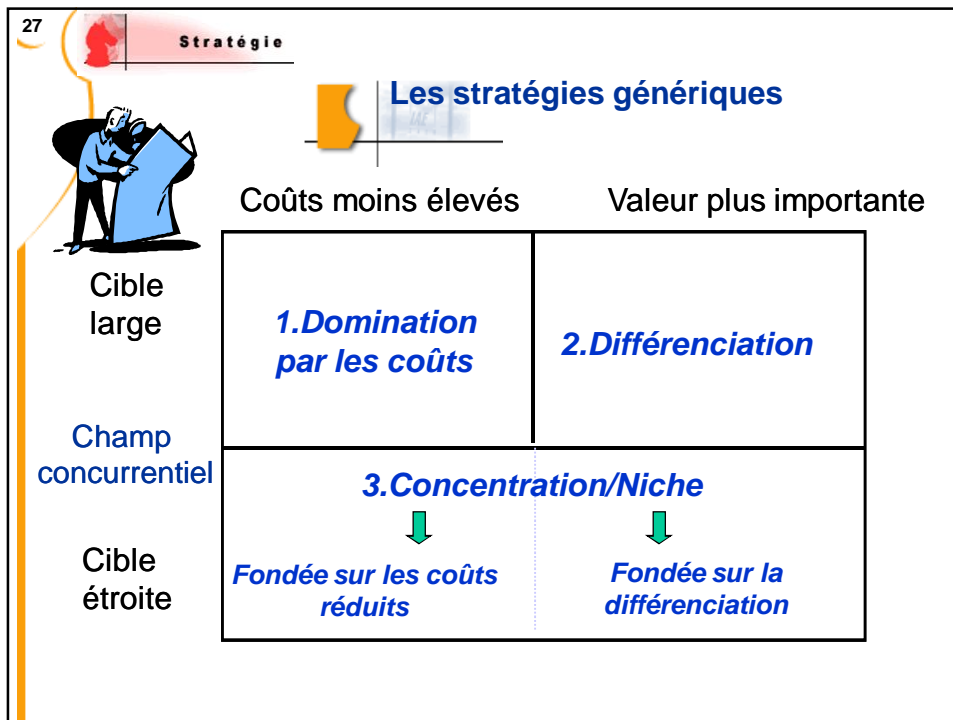 27
Stratégie
Les stratégies génériques
Coûts moins élevés
Valeur plus importante
Cible
large
1.Domination
par les coûts
2.Différenciation
Champ
concurrentiel
3.Concentration/Niche
Cible
étroite
Fondée sur les coûts
réduits
Fondée sur la
différenciation